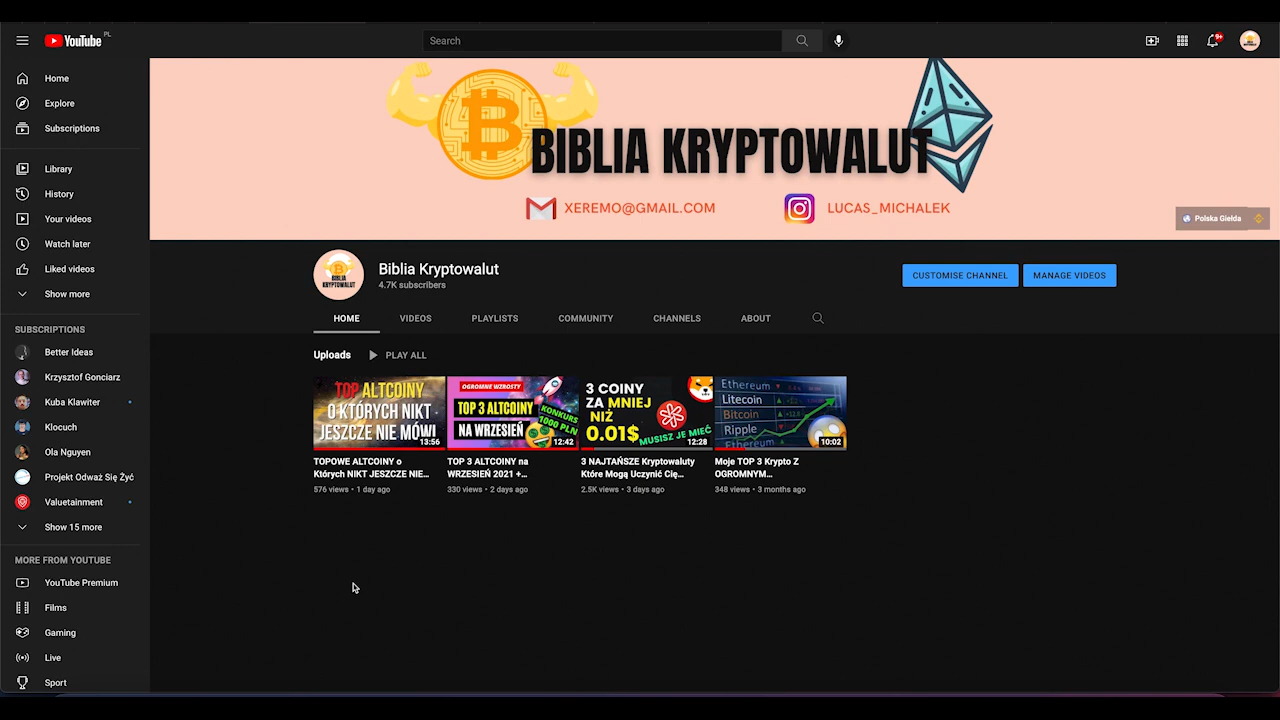 YouTube PL
Search
9+
Home
Explore
Subscriptions
Library
History
Your videos
Watch later
Liked videos
Show more
SUBSCRIPTIONS
Better Ideas
Krzysztof Gonciarz
Kuba Klawiter
Klocuch
Ola Nguyen
Projekt Odważ Się Żyć
Valuetainment
Show 15 more
MORE FROM YOUTUBE
YouTube Premium
Films
Gaming
Live
Sport
BIBLIA KRYPTOWALUT
XEREMO@GMAIL.COM
LUCAS_MICHALEK
Polska Giełda
BIBLIA
KRYPTOWALUT
Biblia Kryptowalut
4.7K subscribers
CUSTOMISE CHANNEL
MANAGE VIDEOS
HOME
VIDEOS
PLAYLISTS
COMMUNITY
CHANNELS
ABOUT
Uploads
PLAY ALL
TOP ALTCOINY
O KTÓRYCH NIKT
JESZCZE NIE MÓWI
13:56
TOPOWE ALTCOINY o
Których NIKT JESZCZE NIE...
576 views • 1 day ago
OGROMNE WZROSTY
TOP 3 ALTCOINY
NA WRZESIEŃ
KONKURS
1000 PLN
12:42
TOP 3 ALTCOINY na
WRZESIEŃ 2021 +...
330 views • 2 days ago
3 COINY
ZA MNIEJ
NIŻ
0.01$
MUSISZ JE MIEĆ
12:28
3 NAJTAŃSZE Kryptowaluty
Które Mogą Uczynić Cię...
2.5K views • 3 days ago
Ethereum
Litecoin
Bitcoin
Ripple
Ethereum
10:02
Moje TOP 3 Krypto Z
OGROMNYM...
348 views • 3 months ago